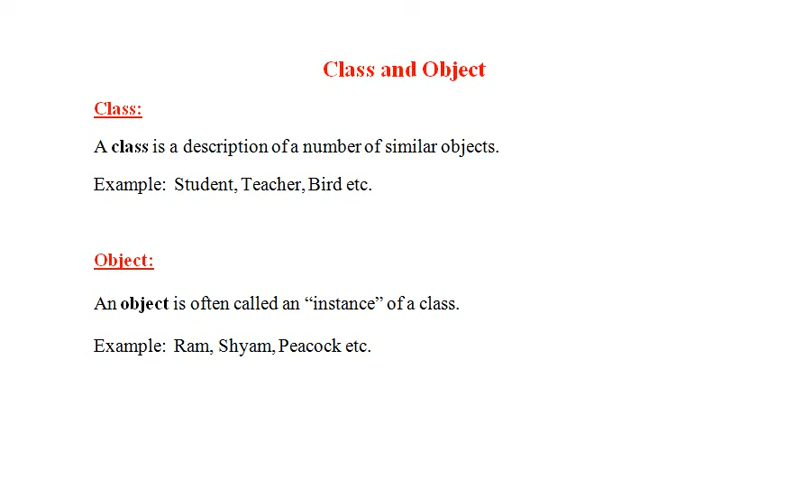 Class and Object
Class:
A class is a description of a number of similar objects.
Example: Student, Teacher, Bird etc.
Object:
An object is often called an “instance” of a class.
Example: Ram, Shyam, Peacock etc.